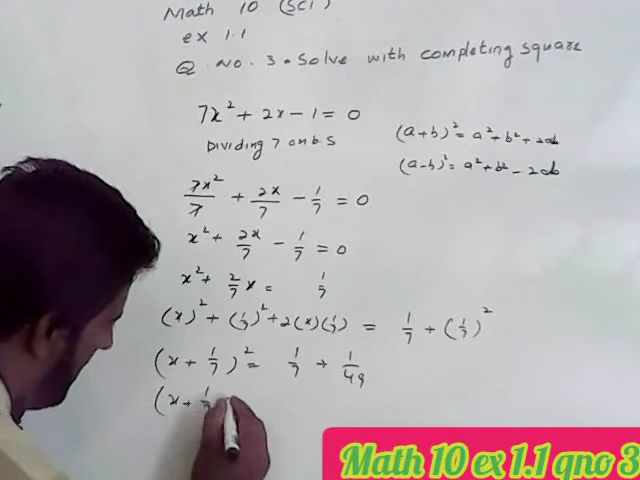 Math 10 (Sci)
ex 1.1
Q. No. 3. Solve with completing square
7x² + 2x - 1 = 0
Dividing 7 on b.S
(a+b)² = a² + b² + 2ab
(a-b)² = a² + b² - 2ab
7x²/7 + 2x/7 - 1/7 = 0
x² + 2x/7 - 1/7 = 0
x² + 2/7 x = 1/7
(x)² + (1/7)² + 2(x)(1/7) = 1/7 + (1/7)²
(x + 1/7)² = 1/7 + 1/49
(x + 1/7
Math 10 ex 1.1 qno 3